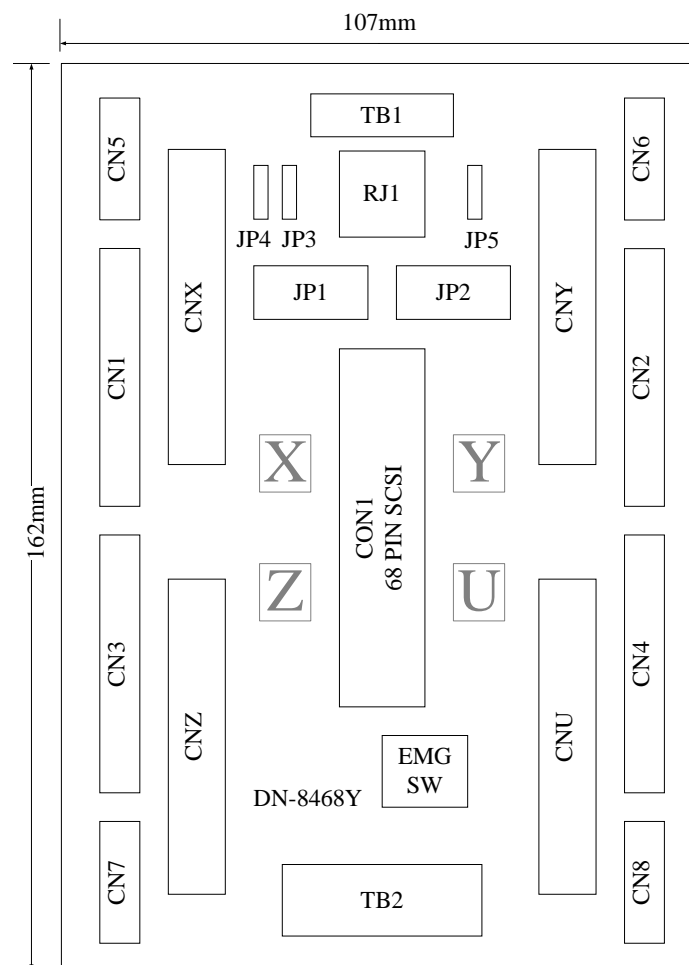 107mm
TB1
CN5
CN6
RJ1
CNX
CNY
JP4
JP3
JP5
JP1
JP2
CN1
CN2
X
Y
CON1
68 PIN SCSI
162mm
Z
U
CN3
CN4
CNZ
CNU
EMG
SW
DN-8468Y
CN7
CN8
TB2